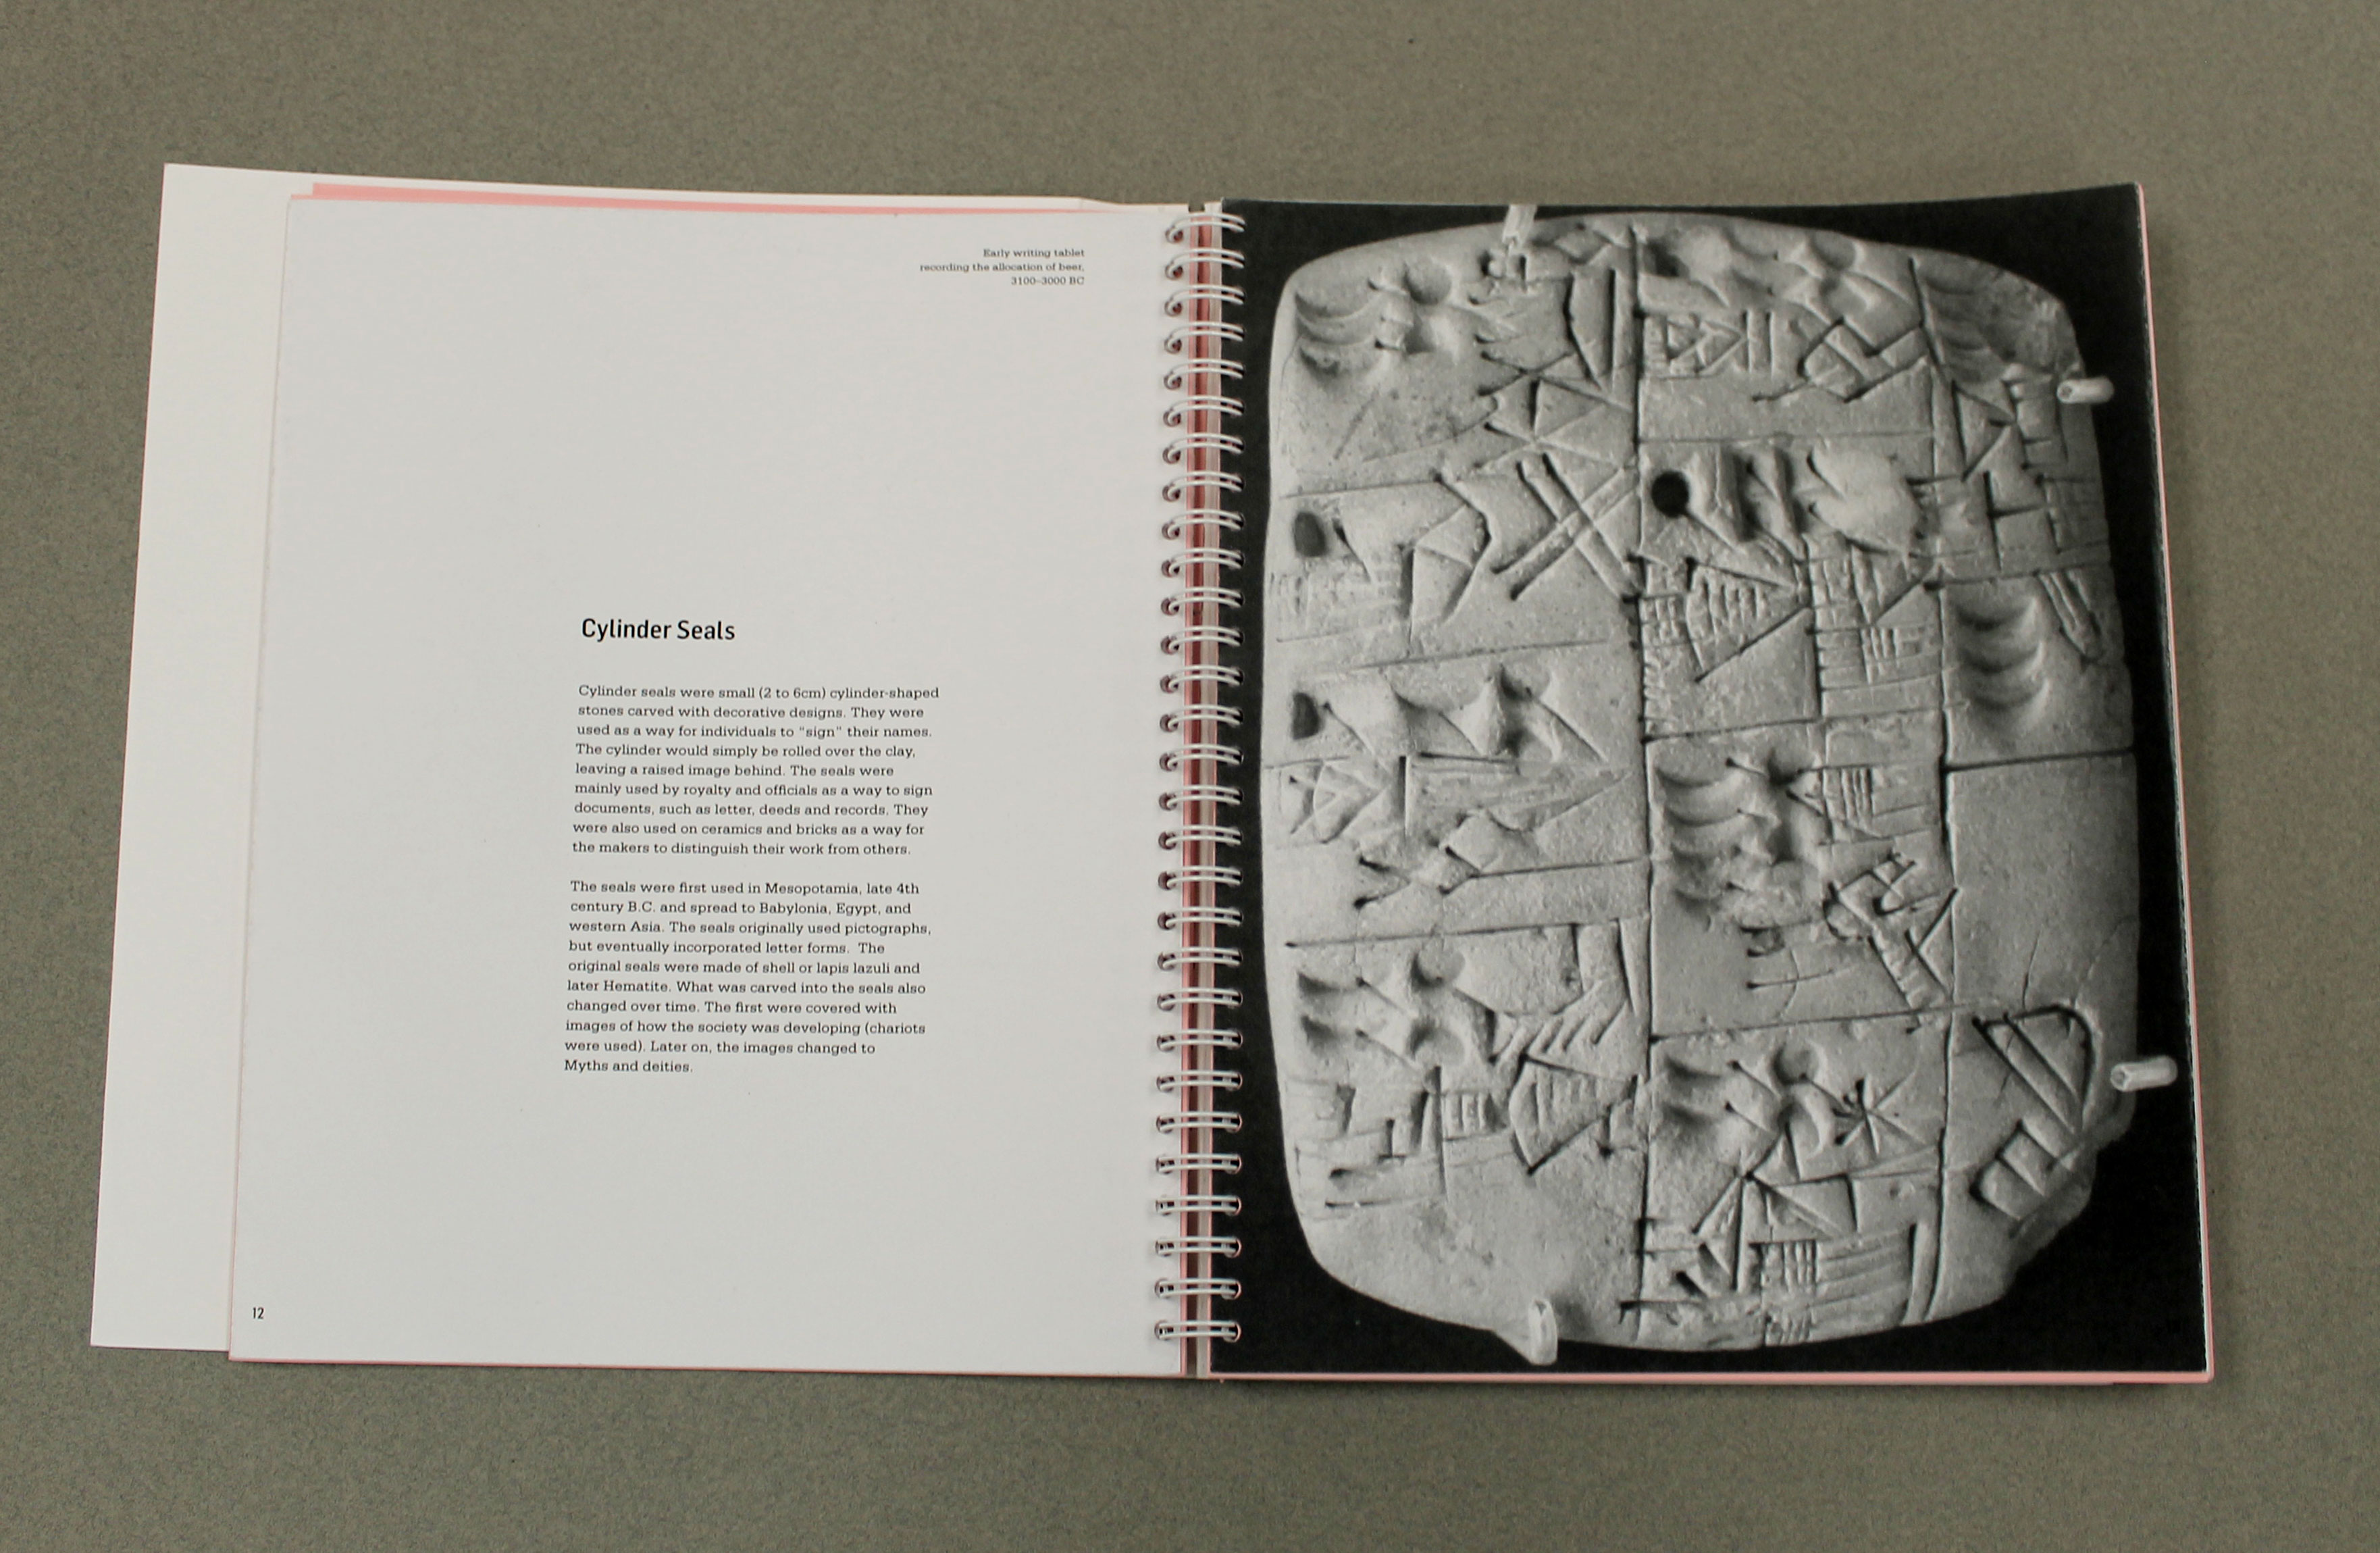 Early writing tablet
recording the allocation of beer,
3100–3000 BC
Cylinder Seals
Cylinder seals were small (2 to 6cm) cylinder-shaped
stones carved with decorative designs. They were
used as a way for individuals to “sign” their names.
The cylinder would simply be rolled over the clay,
leaving a raised image behind. The seals were
mainly used by royalty and officials as a way to sign
documents, such as letter, deeds and records. They
were also used on ceramics and bricks as a way for
the makers to distinguish their work from others.
The seals were first used in Mesopotamia, late 4th
century B.C. and spread to Babylonia, Egypt, and
western Asia. The seals originally used pictographs,
but eventually incorporated letter forms.  The
original seals were made of shell or lapis lazuli and
later Hematite. What was carved into the seals also
changed over time. The first were covered with
images of how the society was developing (chariots
were used). Later on, the images changed to
Myths and deities.
12